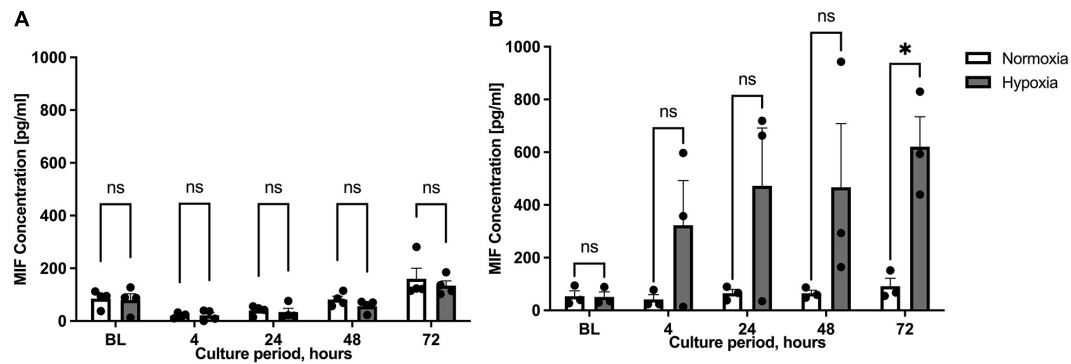 A
MIF Concentration [pg/ml]
1000
800
600
400
200
0
ns
ns
ns
ns
ns
BL
4
24
48
72
Culture period, hours
B
MIF Concentration [pg/ml]
1000
800
600
400
200
0
ns
ns
ns
ns
*
BL
4
24
48
72
Culture period, hours
Normoxia
Hypoxia